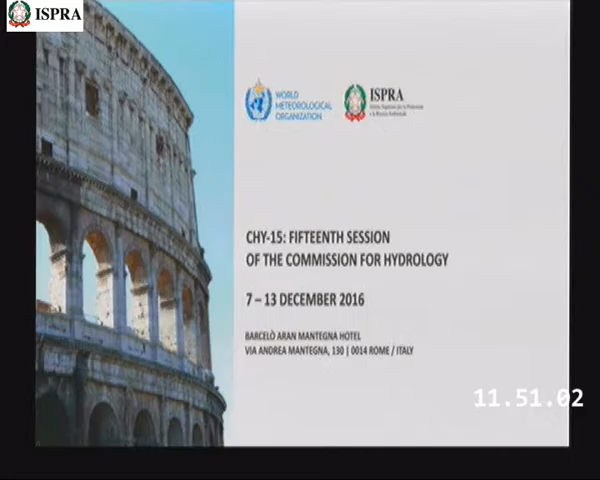 ISPRA
WORLD
METEOROLOGICAL
ORGANIZATION
ISPRA
CHY-15: FIFTEENTH SESSION
OF THE COMMISSION FOR HYDROLOGY
7 – 13 DECEMBER 2016
BARCELÒ ARAN MANTEGNA HOTEL
VIA ANDREA MANTEGNA, 130 | 0014 ROME / ITALY
11.51.02